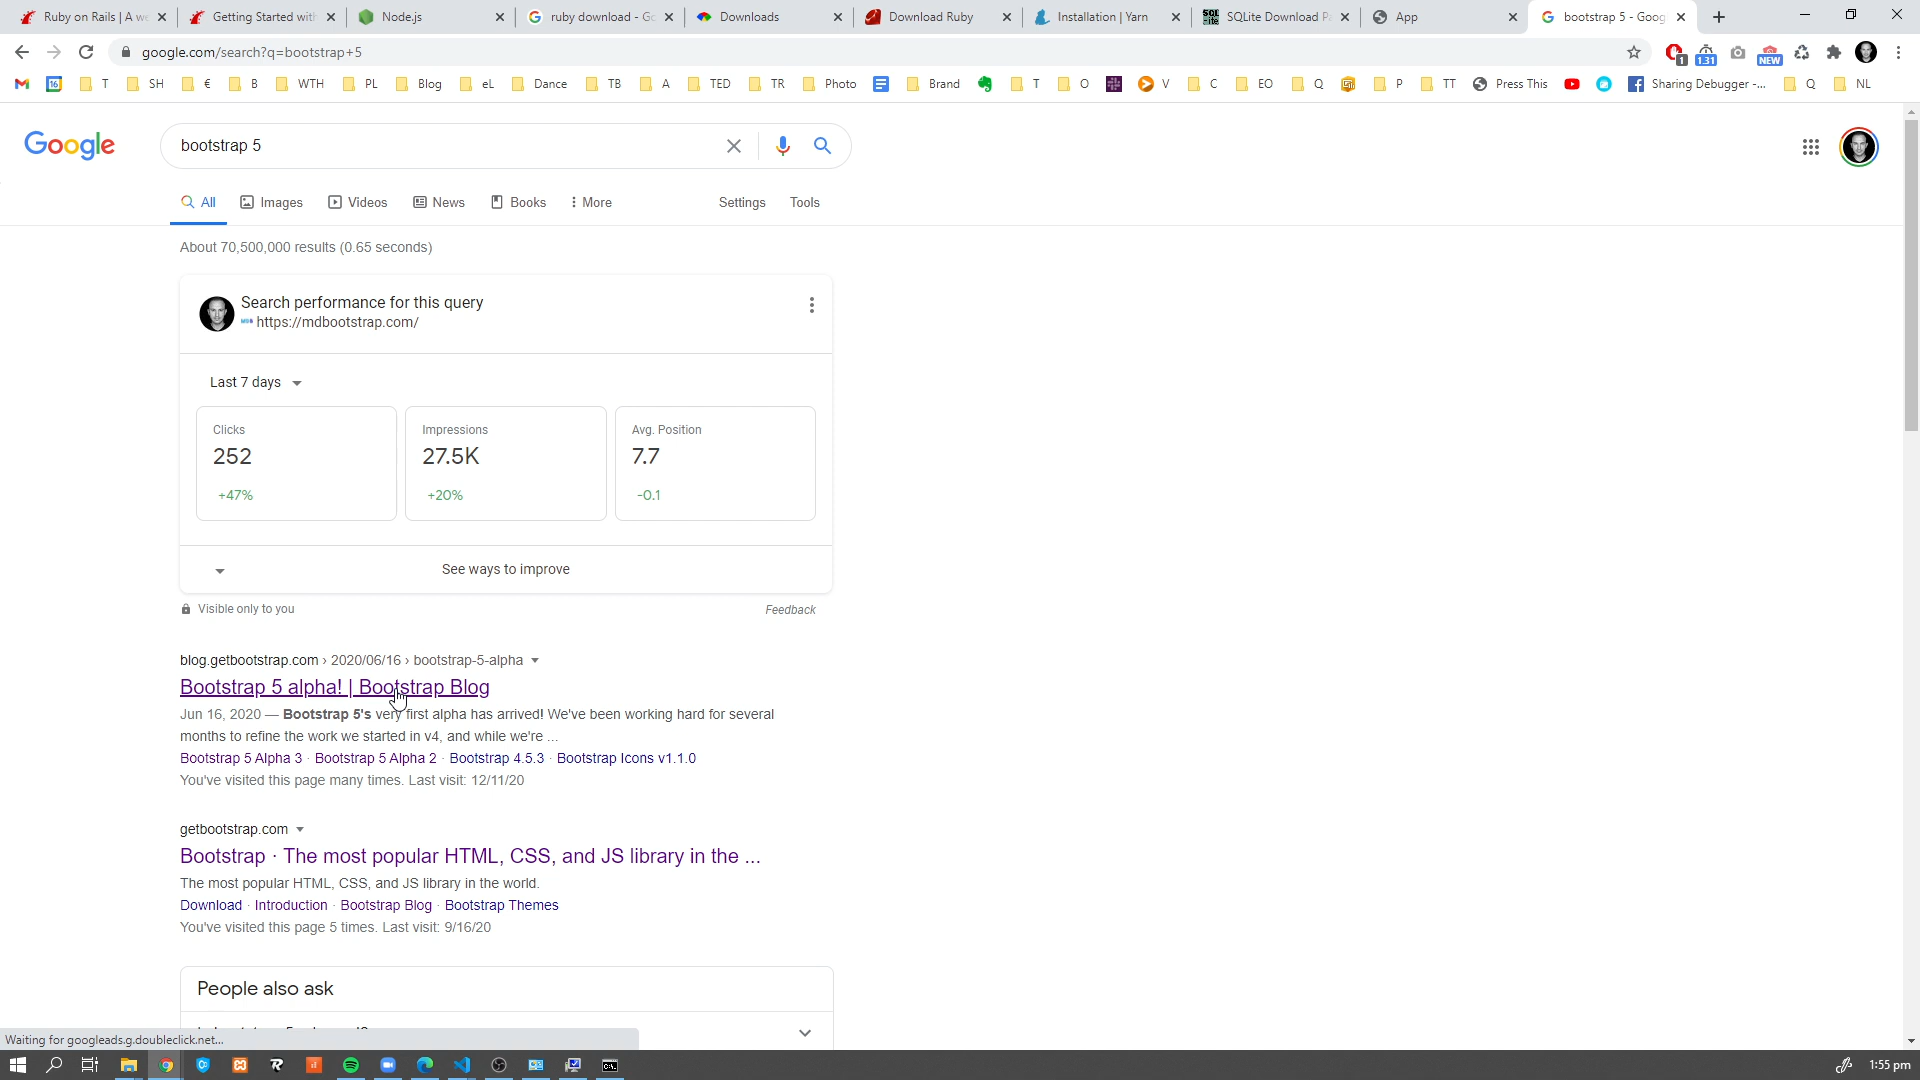 Ruby on Rails | A we
Getting Started with
Node.js
ruby download - Go
Downloads
Download Ruby
Installation | Yarn
SQLite Download Pa
App
bootstrap 5 - Goog
google.com/search?q=bootstrap+5
1
1.31
NEW
16
T
SH
€
B
WTH
PL
Blog
eL
Dance
TB
A
TED
TR
Photo
Brand
T
O
V
C
EO
Q
P
TT
Press This
Sharing Debugger -...
Q
NL
Google
bootstrap 5
All
Images
Videos
News
Books
More
Settings
Tools
About 70,500,000 results (0.65 seconds)
Search performance for this query
https://mdbootstrap.com/
Last 7 days
Clicks
Impressions
Avg. Position
252
27.5K
7.7
+47%
+20%
-0.1
See ways to improve
Visible only to you
Feedback
blog.getbootstrap.com › 2020/06/16 › bootstrap-5-alpha
Bootstrap 5 alpha! | Bootstrap Blog
Jun 16, 2020 — Bootstrap 5's very first alpha has arrived! We've been working hard for several
months to refine the work we started in v4, and while we're ...
Bootstrap 5 Alpha 3 · Bootstrap 5 Alpha 2 · Bootstrap 4.5.3 · Bootstrap Icons v1.1.0
You've visited this page many times. Last visit: 12/11/20
getbootstrap.com
Bootstrap · The most popular HTML, CSS, and JS library in the ...
The most popular HTML, CSS, and JS library in the world.
Download · Introduction · Bootstrap Blog · Bootstrap Themes
You've visited this page 5 times. Last visit: 9/16/20
People also ask
Waiting for googleads.g.doubleclick.net...
1:55 pm